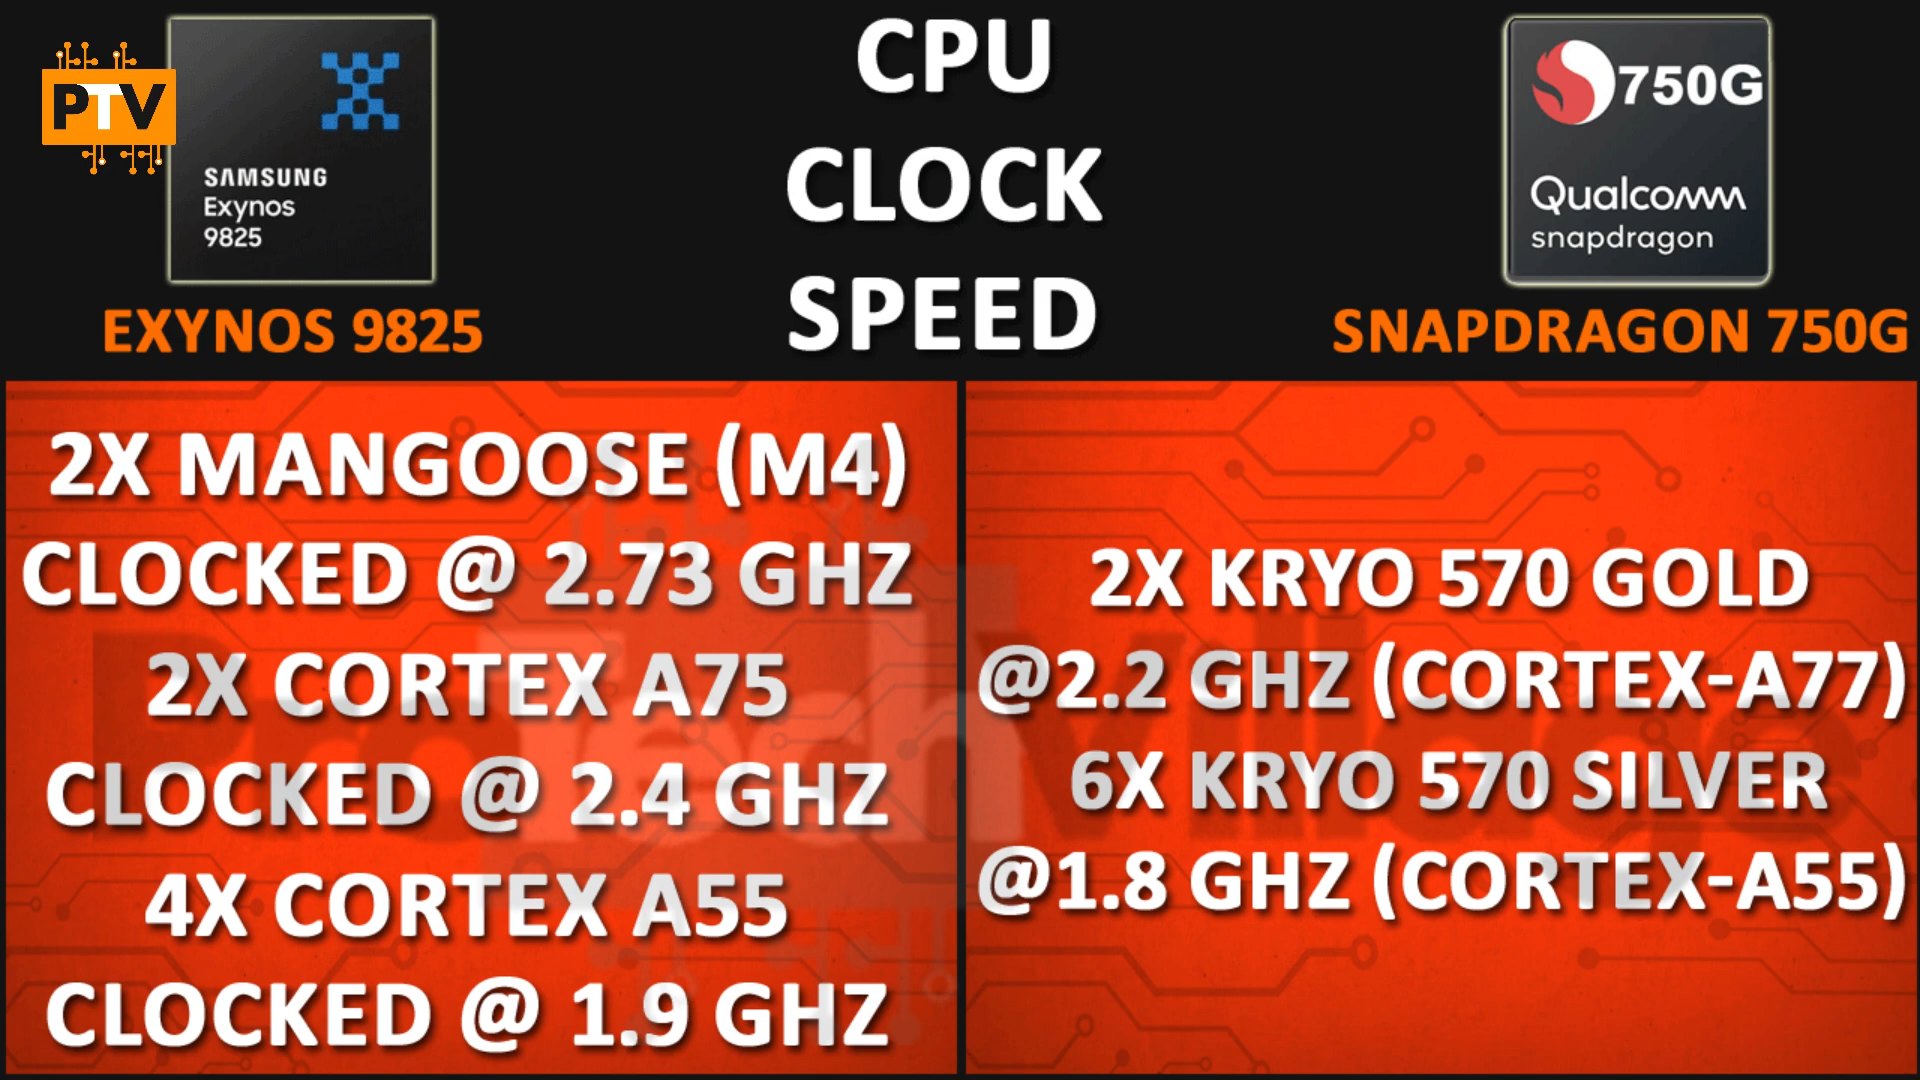 PTV
SAMSUNG
Exynos
9825
EXYNOS 9825
CPU
CLOCK
SPEED
750G
Qualcomm
snapdragon
SNAPDRAGON 750G
2X MANGOOSE (M4)
CLOCKED @ 2.73 GHZ
2X CORTEX A75
CLOCKED @ 2.4 GHZ
4X CORTEX A55
CLOCKED @ 1.9 GHZ
2X KRYO 570 GOLD
@2.2 GHZ (CORTEX-A77)
6X KRYO 570 SILVER
@1.8 GHZ (CORTEX-A55)
ProTechVillage